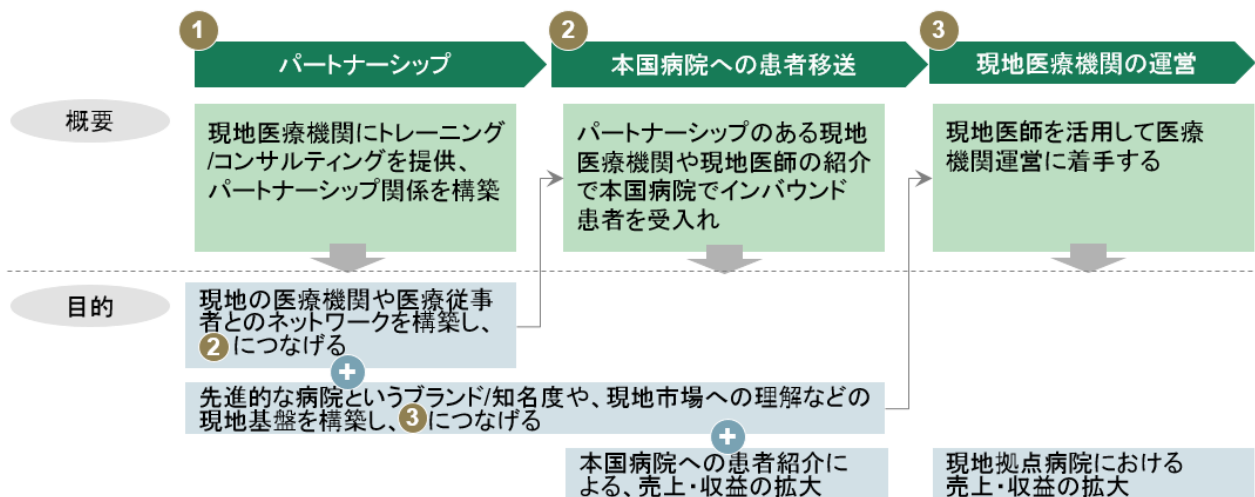 1
パートナーシップ
2
本国病院への患者移送
3
現地医療機関の運営
概要
現地医療機関にトレーニング
/コンサルティングを提供、
パートナーシップ関係を構築
パートナーシップのある現地
医療機関や現地医師の紹介
で本国病院でインバウンド
患者を受入れ
現地医師を活用して医療
機関運営に着手する
目的
現地の医療機関や医療従事
者とのネットワークを構築し、
2につなげる
+
先進的な病院というブランド/知名度や、現地市場への理解などの
現地基盤を構築し、3につなげる
+
本国病院への患者紹介に
よる、売上・収益の拡大
現地拠点病院における
売上・収益の拡大